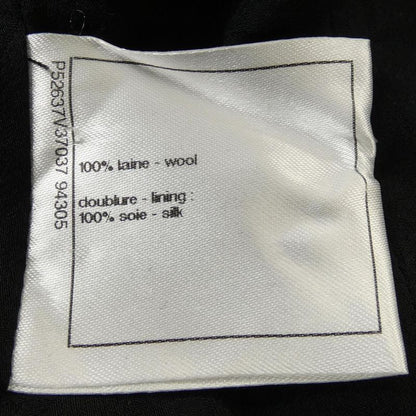 P52637V37037 94305
100% laine - wool
doublure - lining :
100% soie - silk